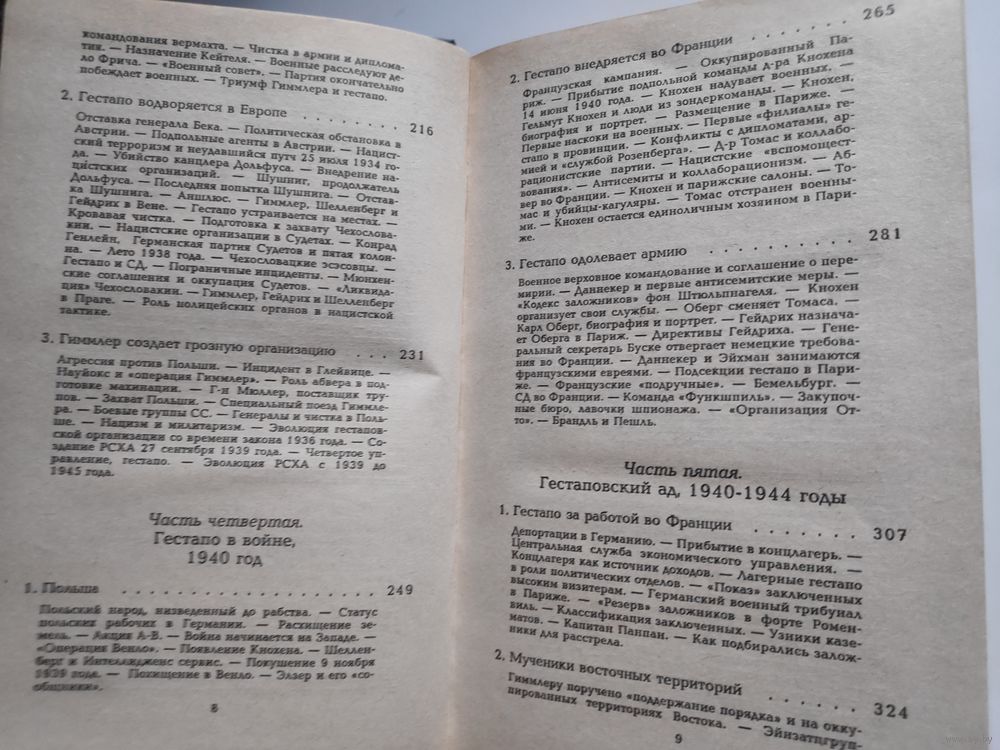 командования вермахта. — Чистка в армии и диплома-
тия. — Назначение Кейтеля. — Военные расследуют де-
ло Фрича. — «Военный совет». — Партия окончательно
побеждает военных. — Триумф Гиммлера и гестапо.
2. Гестапо водворяется в Европе . . . . . . . . 216
Отставка генерала Бека. — Политическая обстановка в
Австрии. — Подпольные агенты в Австрии. — Нацист-
ский терроризм и неудавшийся путч 25 июля 1934 го-
да. — Убийство канцлера Дольфуса. — Внедрение на-
цистских организаций. — Шушниг, продолжатель
Дольфуса. — Последняя попытка Шушнига. — Отстав-
ка Шушнига. — Аншлюс. — Гиммлер, Шелленберг и
Гейдрих в Вене. — Гестапо устраивается на местах. —
Кровавая чистка. — Подготовка к захвату Чехослова-
кии. — Нацистские организации в Судетах. — Конрад
Генлейн, Германская партия Судетов и пятая колон-
на. — Лето 1938 года. — Чехословацкие эсэсовцы. —
Гестапо и СД. — Пограничные инциденты. — Мюнхен-
ские соглашения и оккупация Судетов. — «Ликвида-
ция» Чехословакии. — Гиммлер, Гейдрих и Шелленберг
в Праге. — Роль полицейских органов в нацистской
тактике.
3. Гиммлер создает грозную организацию . . . 231
Агрессия против Польши. — Инцидент в Глейвице. —
Науйокс и «операция Гиммлер». — Роль абвера в под-
готовке махинации. — Г-н Мюллер, поставщик тру-
пов. — Захват Польши. — Специальный поезд Гиммле-
ра. — Боевые группы СС. — Генералы и чистка в Поль-
ше. — Нацизм и милитаризм. — Эволюция гестапов-
ской организации со времени закона 1936 года. — Со-
здание РСХА 27 сентября 1939 года. — Четвертое уп-
равление, гестапо. — Эволюция РСХА с 1939 до
1945 года.
Часть четвертая.
Гестапо в войне,
1940 год
1. Польша . . . . . . . . . . . . . . . . . . . 249
Польский народ, низведенный до рабства. — Статус
польских рабочих в Германии. — Расхищение зе-
мель. — Акция А-В. — Война начинается на Западе. —
«Операция Венло». — Появление Кнохена. — Шеллен-
берг и Интеллидженс сервис. — Покушение 9 ноября
1939 года. — Похищение в Венло. — Элзер и его «со-
общники».
8
2. Гестапо внедряется во Франции . . . . 265
Французская кампания. — Оккупированный Па-
риж. — Прибытие подпольной команды д-ра Кнохена
14 июня 1940 года. — Кнохен надувает военных. —
Гельмут Кнохен и люди из зондеркоманды. — Кнохен,
биография и портрет. — Размещение в Париже. —
Первые наскоки на военных. — Первые «филиалы» ге-
стапо в провинции. — Конфликты с дипломатами, ар-
мией и «службой Розенберга». — Д-р Томас и коллабо-
рационистские партии. — Нацистские «вспомощест-
вования». — Антисемиты и коллаборационизм. — Аб-
вер во Франции. — Кнохен и парижские салоны. — То-
мас и убийцы-кагуляры. — Томас отстранен военны-
ми. — Кнохен остается единоличным хозяином в Пари-
же.
3. Гестапо одолевает армию . . . . . . . . . 281
Военное верховное командование и соглашение о пере-
мирии. — Даннекер и первые антисемитские меры. —
«Кодекс заложников» фон Штюльпнагеля. — Кнохен
организует свои службы. — Оберг сменяет Томаса. —
Карл Оберг, биография и портрет. — Гейдрих назнача-
ет Оберга в Париж. — Директивы Гейдриха. — Гене-
ральный секретарь Буске отвергает немецкие требова-
ния во Франции. — Даннекер и Эйхман занимаются
французскими евреями. — Подсекции гестапо в Пари-
же. — Французские «подручные». — Бемельбург. —
СД во Франции. — Команда «Функшпиль». — Закупоч-
ные бюро, лавочки шпионажа. — «Организация От-
то». — Брандль и Пешль.
Часть пятая.
Гестаповский ад, 1940-1944 годы
1. Гестапо за работой во Франции . . . . . . 307
Депортации в Германию. — Прибытие в концлагерь. —
Центральная служба экономического управления. —
Концлагеря как источник доходов. — Лагерные гестапо
в роли политических отделов. — «Показ» заключенных
высоким визитерам. — Германский военный трибунал
в Париже. — «Резерв» заложников в форте Ромен-
виль. — Классификация заключенных. — Узники казе-
матов. — Капитан Панпан. — Как подбирались залож-
ники для расстрела.
2. Мученики восточных территорий . . . . . . 324
Гиммлеру поручено «поддержание порядка» и на окку-
пированных территориях Востока. — Эйнзатцгруп-
9